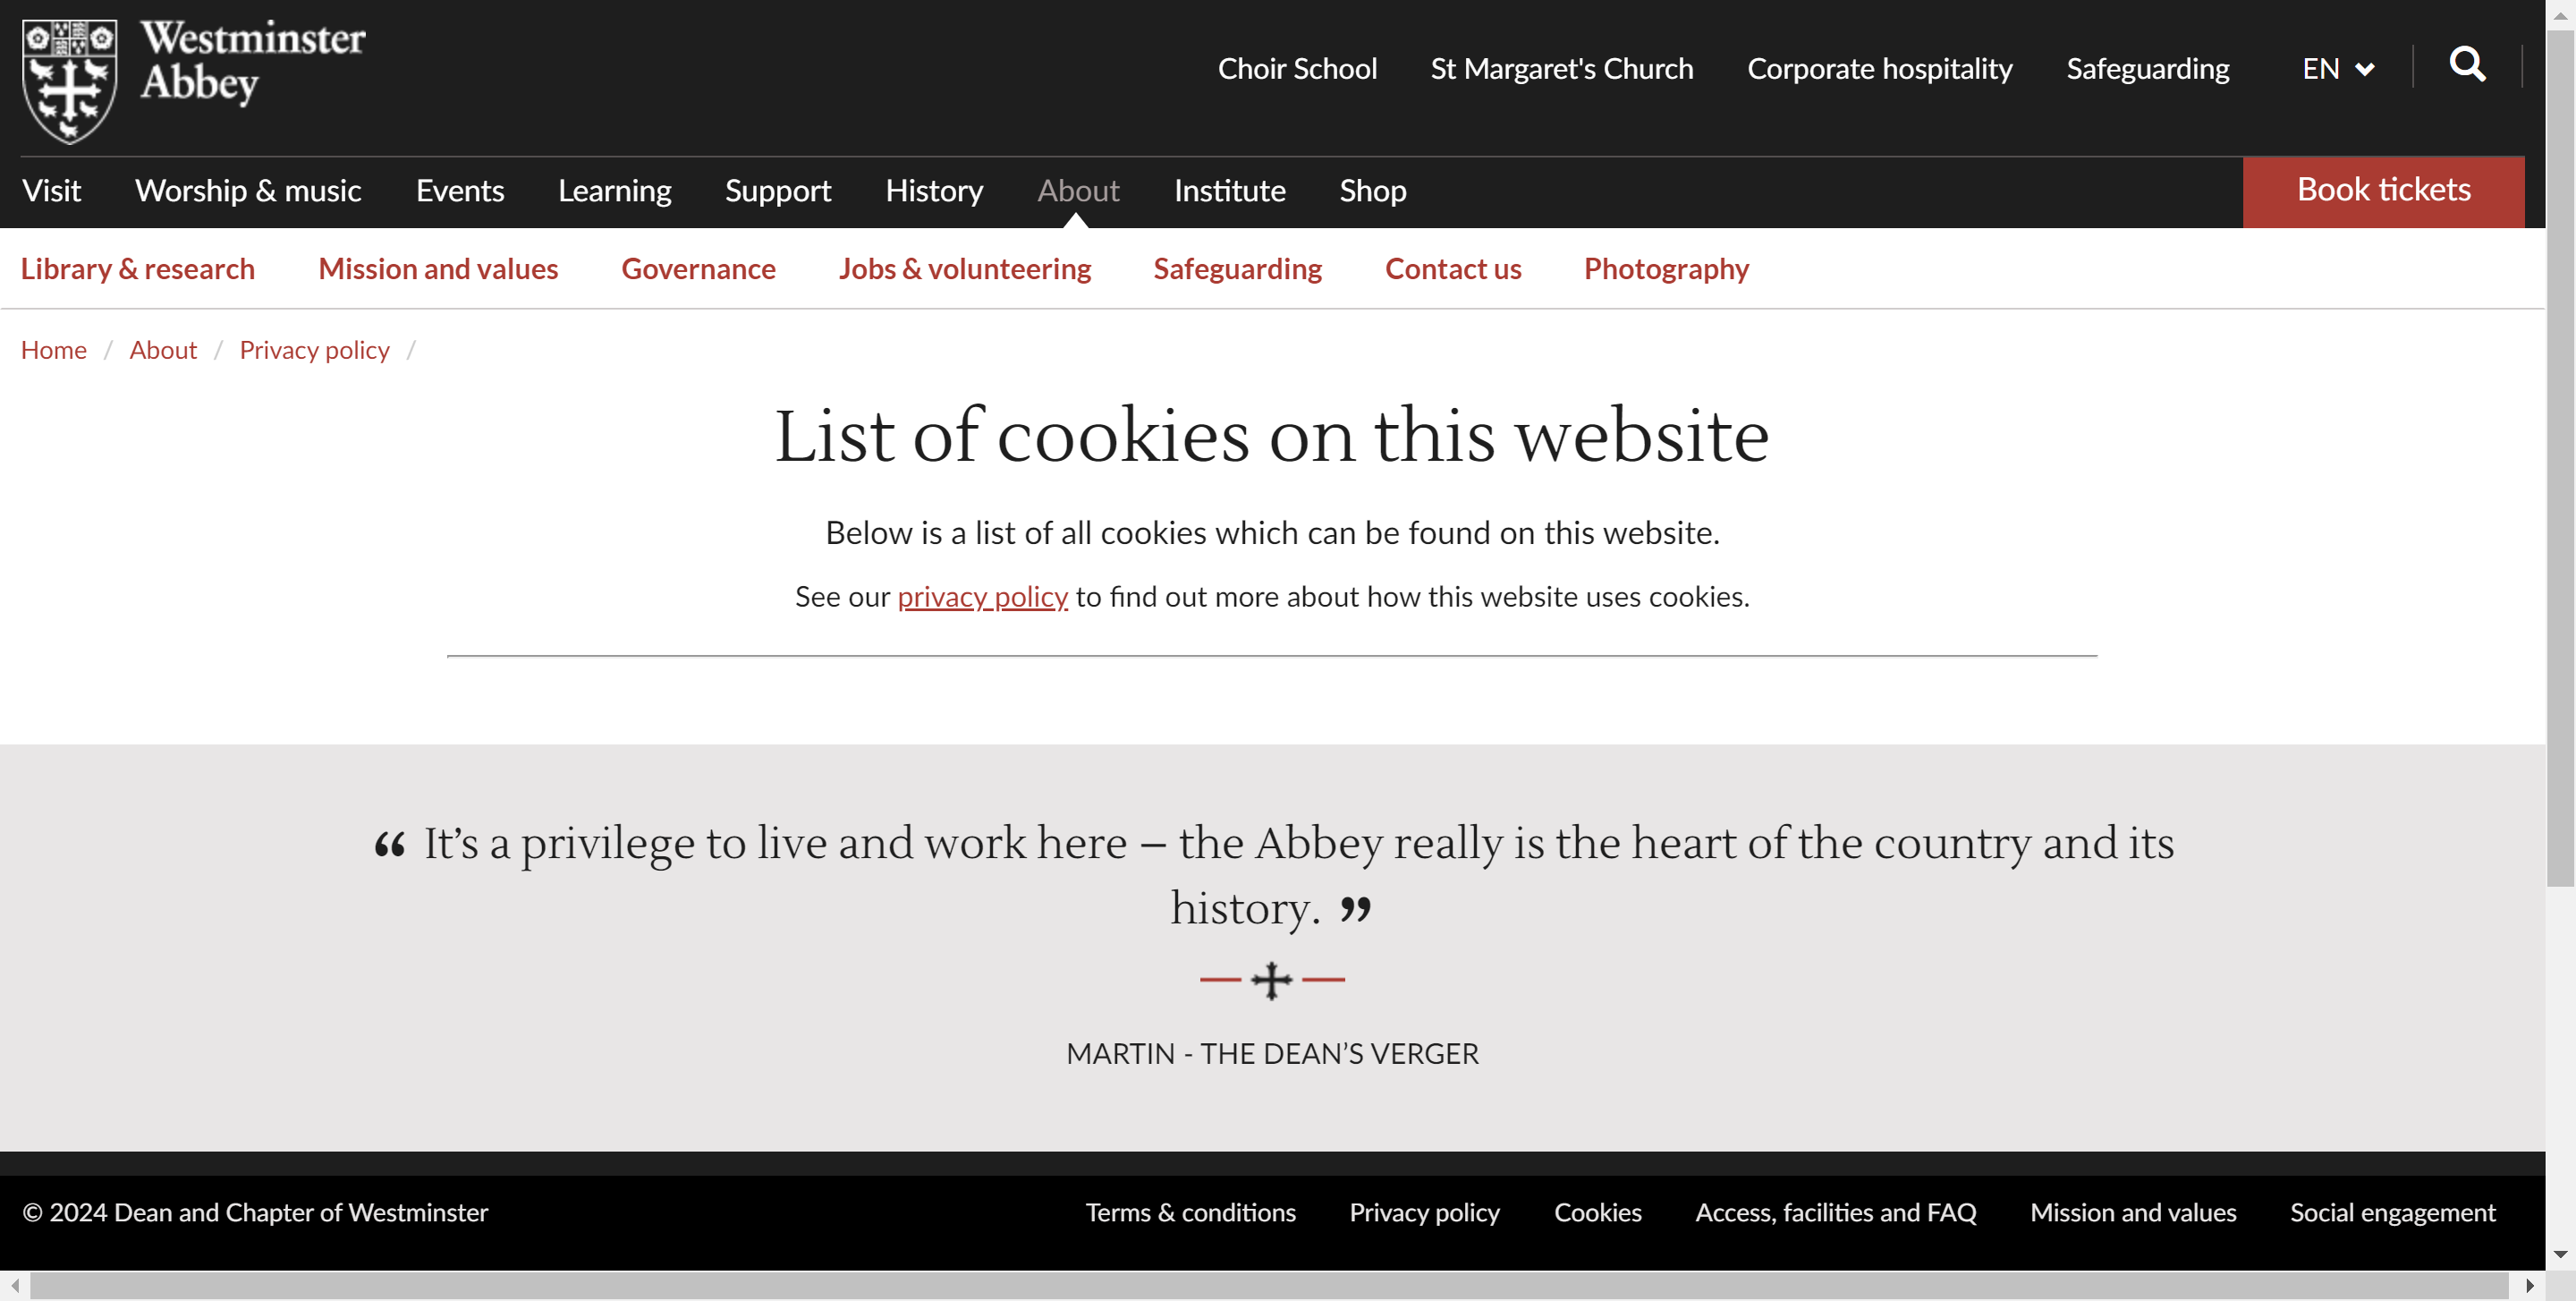 Westminster
Abbey
Choir School St Margaret's Church Corporate hospitality Safeguarding EN
Visit Worship & music Events Learning Support History About Institute Shop Book tickets
Library & research Mission and values Governance Jobs & volunteering Safeguarding Contact us Photography
Home / About / Privacy policy /
List of cookies on this website
Below is a list of all cookies which can be found on this website.
See our privacy policy to find out more about how this website uses cookies.
“ It’s a privilege to live and work here – the Abbey really is the heart of the country and its
history. ”
MARTIN - THE DEAN’S VERGER
© 2024 Dean and Chapter of Westminster Terms & conditions Privacy policy Cookies Access, facilities and FAQ Mission and values Social engagement